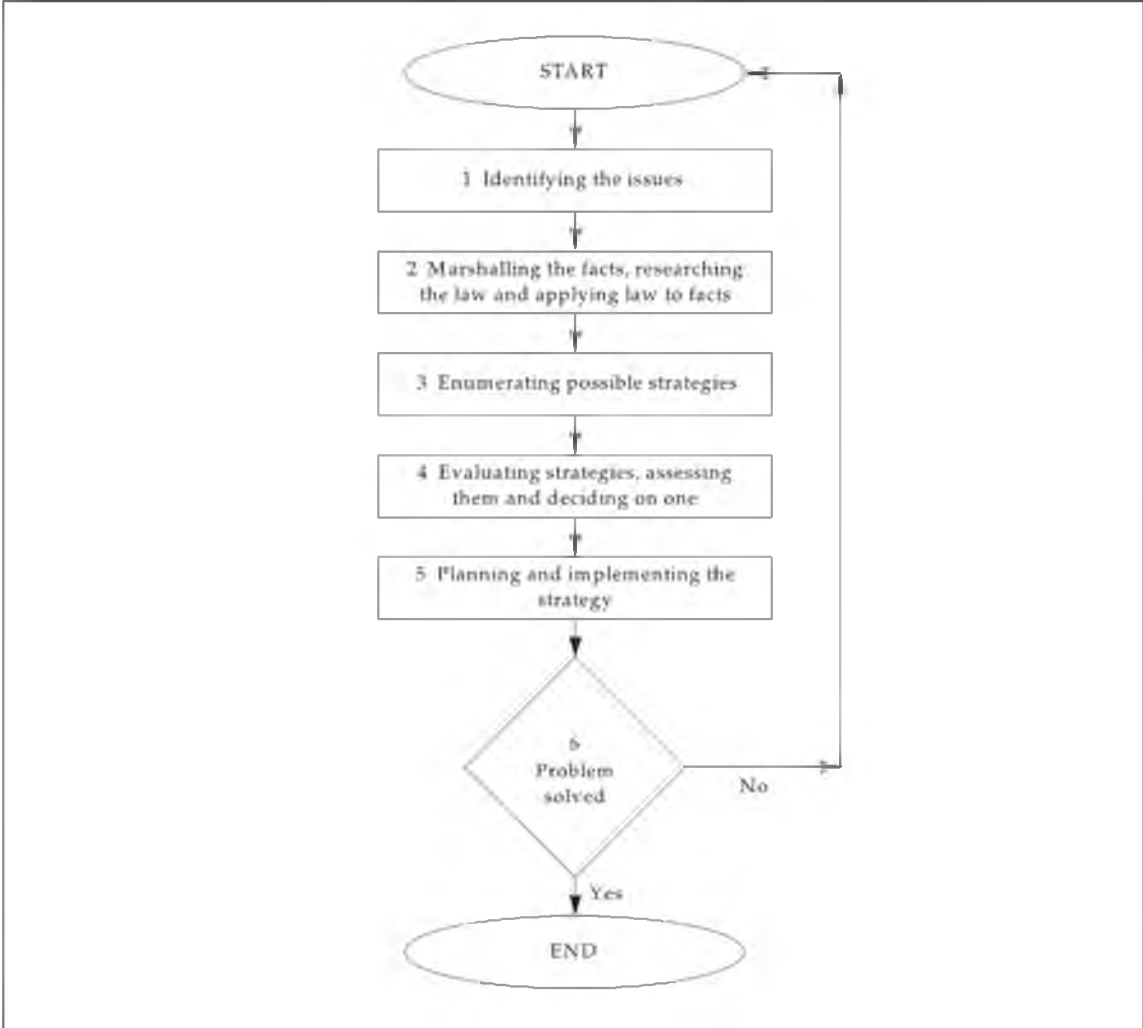 START
1 Identifying the issues
2 Marshalling the facts, researching
the law and applying law to facts
3 Enumerating possible strategies
4 Evaluating strategies, assessing
them and deciding on one
5 Planning and implementing the
strategy
6
Problem
solved
No
Yes
END